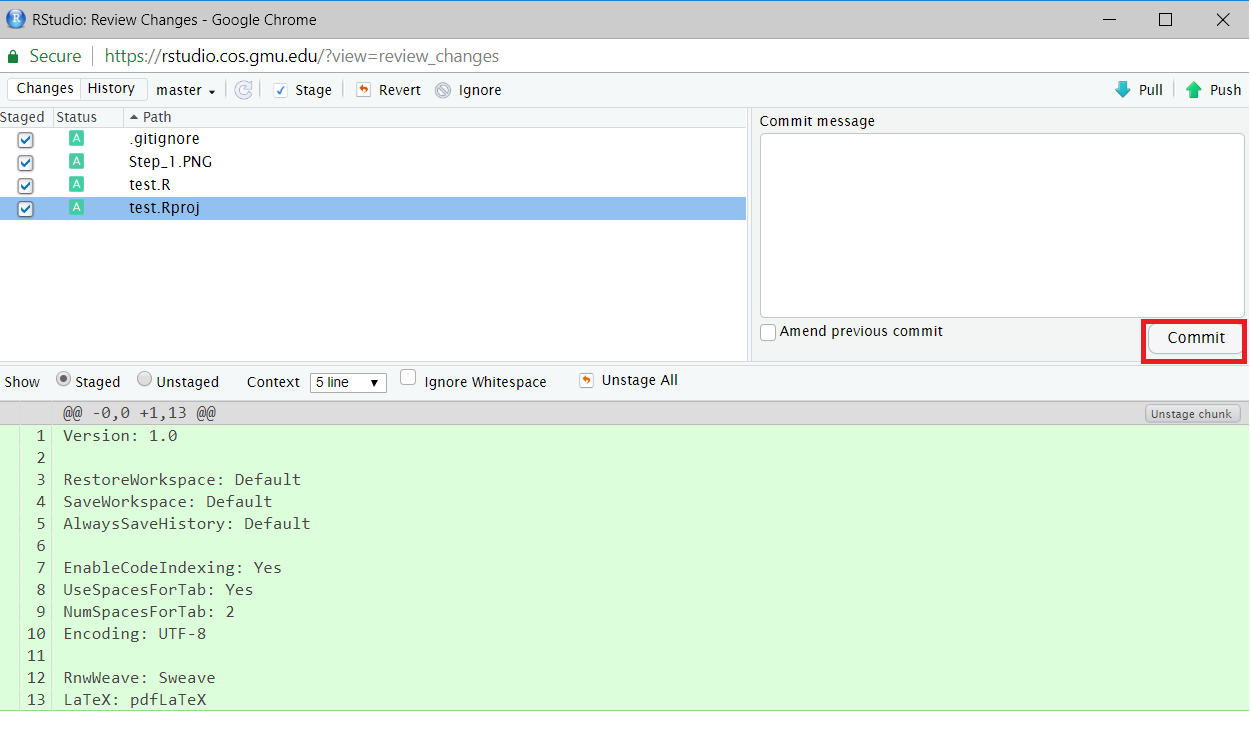 RStudio: Review Changes - Google Chrome
Secure https://rstudio.cos.gmu.edu/?view=review_changes
Changes History master Stage Revert Ignore Pull Push
Staged Status Path
A .gitignore
A Step_1.PNG
A test.R
A test.Rproj
Commit message
Amend previous commit
Commit
Show Staged Unstaged Context 5 line Ignore Whitespace Unstage All
@@ -0,0 +1,13 @@ Unstage chunk
1 Version: 1.0
2
3 RestoreWorkspace: Default
4 SaveWorkspace: Default
5 AlwaysSaveHistory: Default
6
7 EnableCodeIndexing: Yes
8 UseSpacesForTab: Yes
9 NumSpacesForTab: 2
10 Encoding: UTF-8
11
12 RnwWeave: Sweave
13 LaTeX: pdfLaTeX